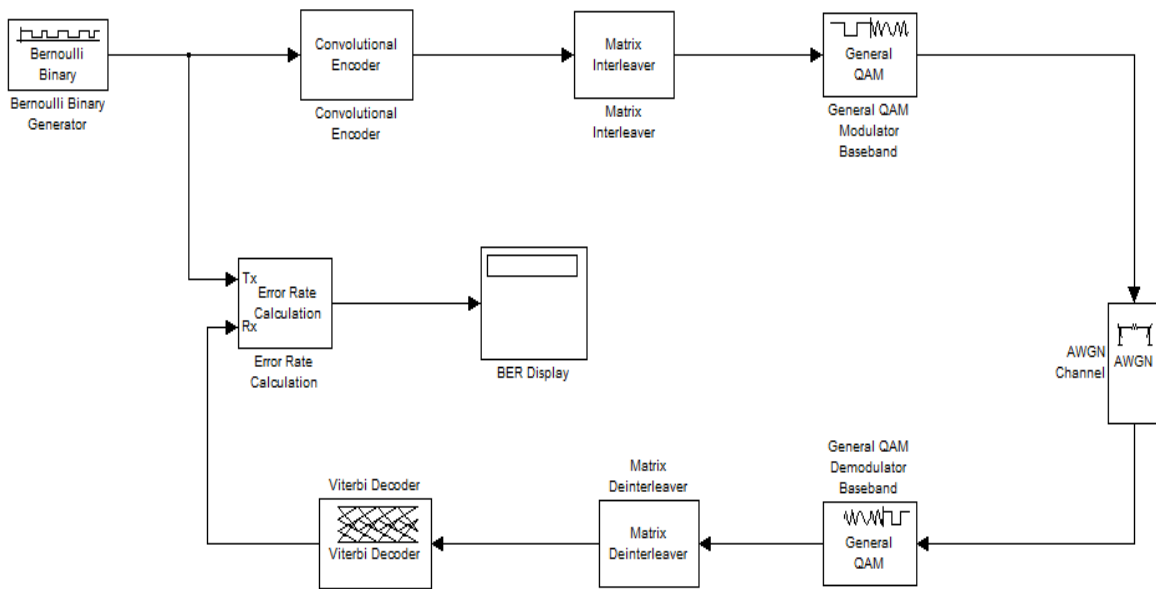 Bernoulli
Binary
Bernoulli Binary
Generator
Convolutional
Encoder
Convolutional
Encoder
Matrix
Interleaver
Matrix
Interleaver
General
QAM
General QAM
Modulator
Baseband
Tx
Error Rate
Calculation
Rx
Error Rate
Calculation
BER Display
AWGN
Channel
AWGN
Viterbi Decoder
Viterbi Decoder
Matrix
Deinterleaver
Matrix
Deinterleaver
General QAM
Demodulator
Baseband
General
QAM